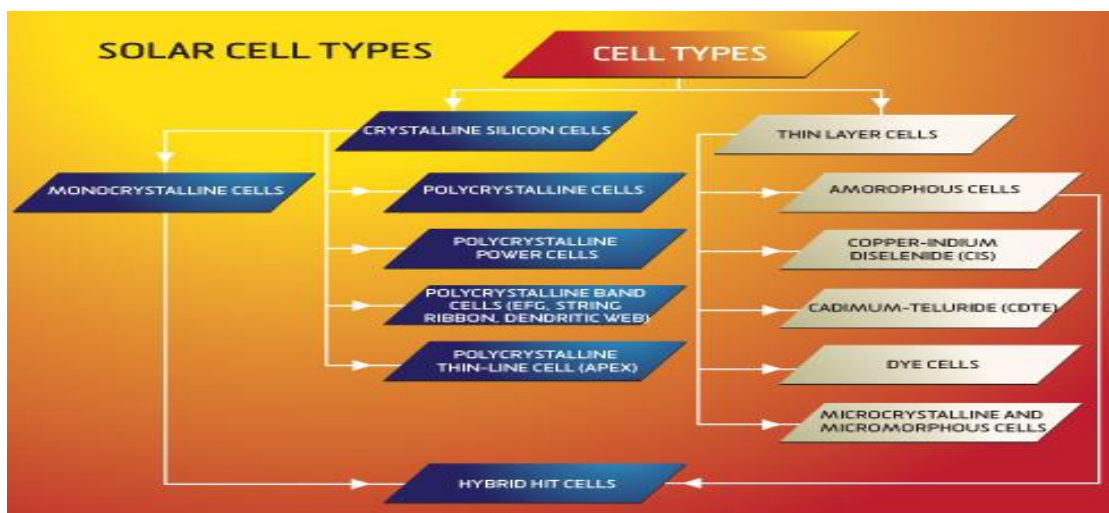 SOLAR CELL TYPES
CELL TYPES
CRYSTALLINE SILICON CELLS
THIN LAYER CELLS
MONOCRYSTALLINE CELLS
POLYCRYSTALLINE CELLS
AMOROPHOUS CELLS
POLYCRYSTALLINE
POWER CELLS
COPPER-INDIUM
DISELENIDE (CIS)
POLYCRYSTALLINE BAND
CELLS (EFG, STRING
RIBBON, DENDRITIC WEB)
CADIMUM-TELURIDE (CDTE)
POLYCRYSTALLINE
THIN-LINE CELL (APEX)
DYE CELLS
MICROCRYSTALLINE AND
MICROMORPHOUS CELLS
HYBRID HIT CELLS